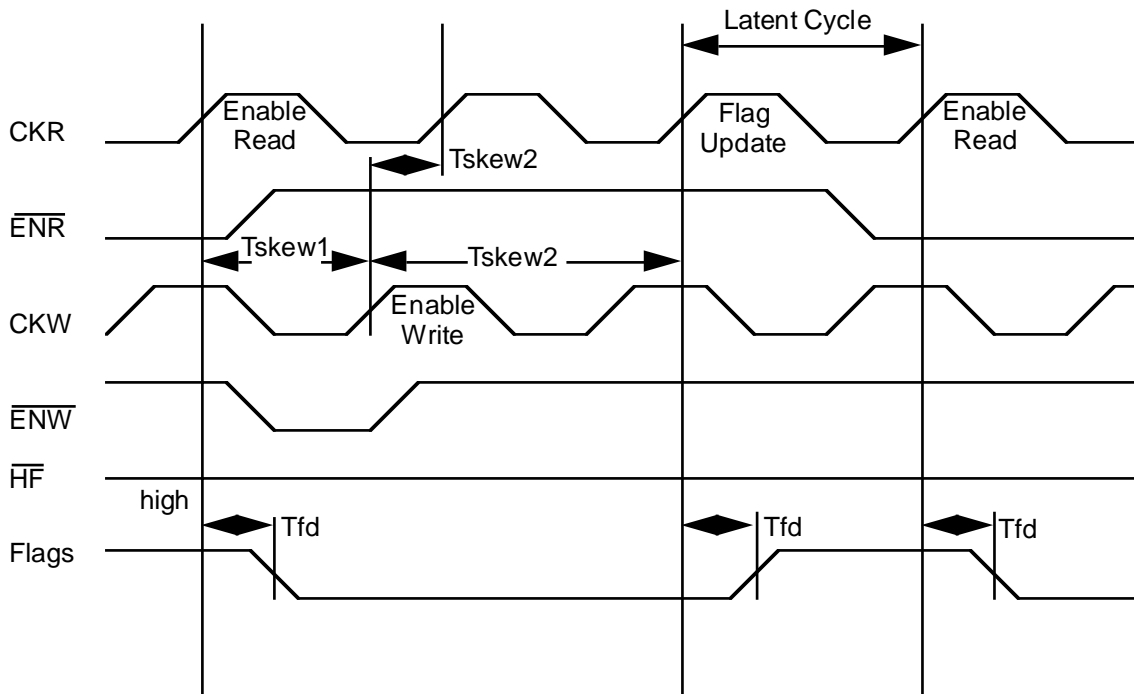 Latent Cycle
CKR
Enable
Read
Flag
Update
Enable
Read
Tskew2
ENR
Tskew1
Tskew2
CKW
Enable
Write
ENW
HF
high
Tfd
Tfd
Tfd
Flags